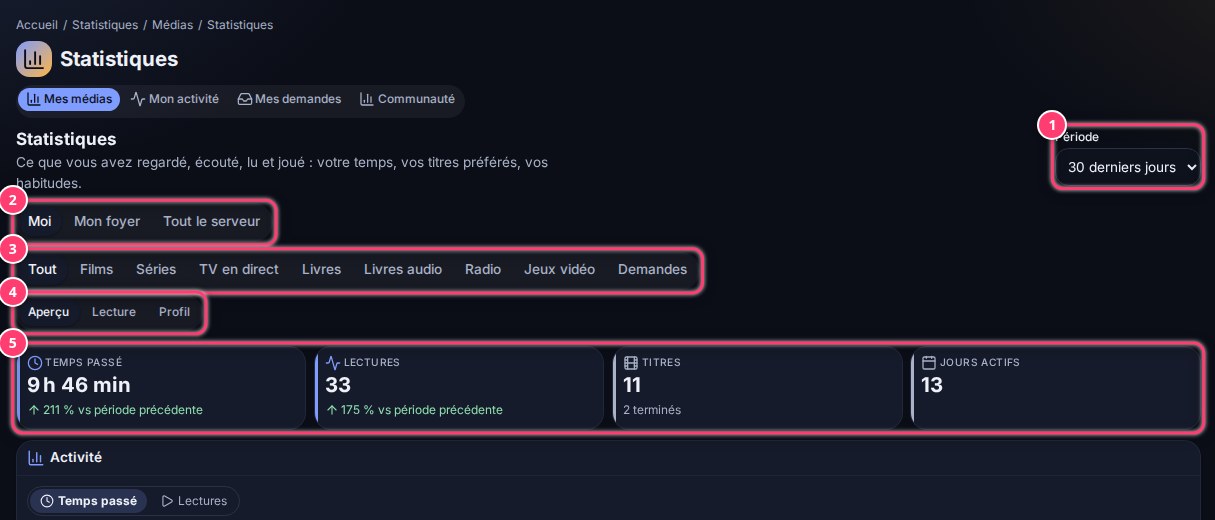 Accueil / Statistiques / Médias / Statistiques
Statistiques
Mes médias Mon activité Mes demandes Communauté
Statistiques
Ce que vous avez regardé, écouté, lu et joué : votre temps, vos titres préférés, vos
habitudes.
1
Période
30 derniers jours
2
Moi Mon foyer Tout le serveur
3
Tout Films Séries TV en direct Livres Livres audio Radio Jeux vidéo Demandes
4
Aperçu Lecture Profil
5
TEMPS PASSÉ LECTURES TITRES JOURS ACTIFS
9 h 46 min 33 11 13
↑ 211 % vs période précédente ↑ 175 % vs période précédente 2 terminés
Activité
Temps passé Lectures